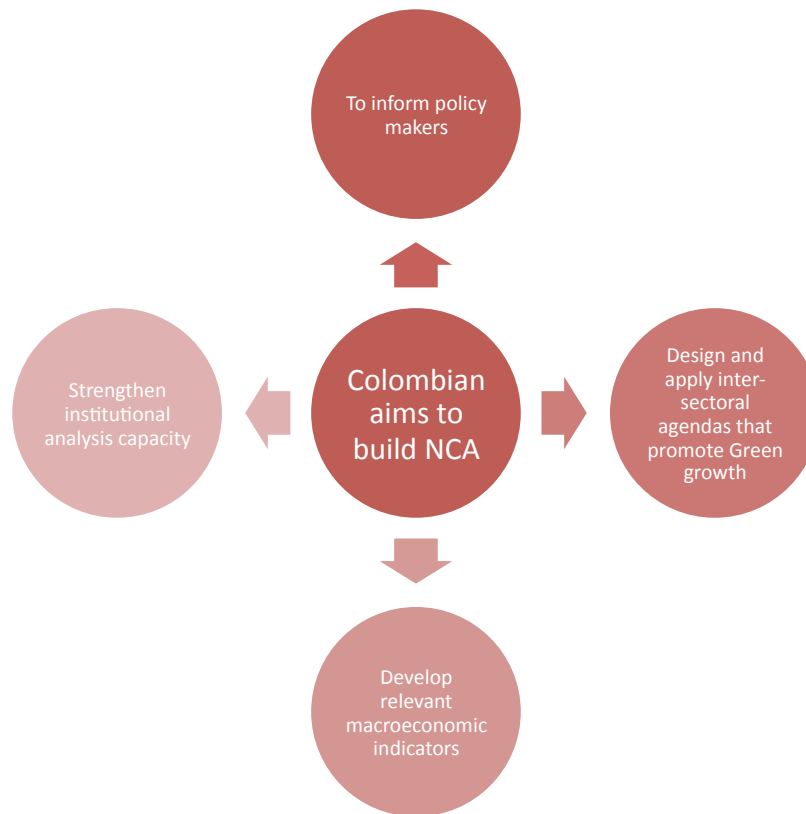 To inform policy
makers
Strengthen
institutional
analysis capacity
Colombian
aims to
build NCA
Design and
apply inter-
sectoral
agendas that
promote Green
growth
Develop
relevant
macroeconomic
indicators